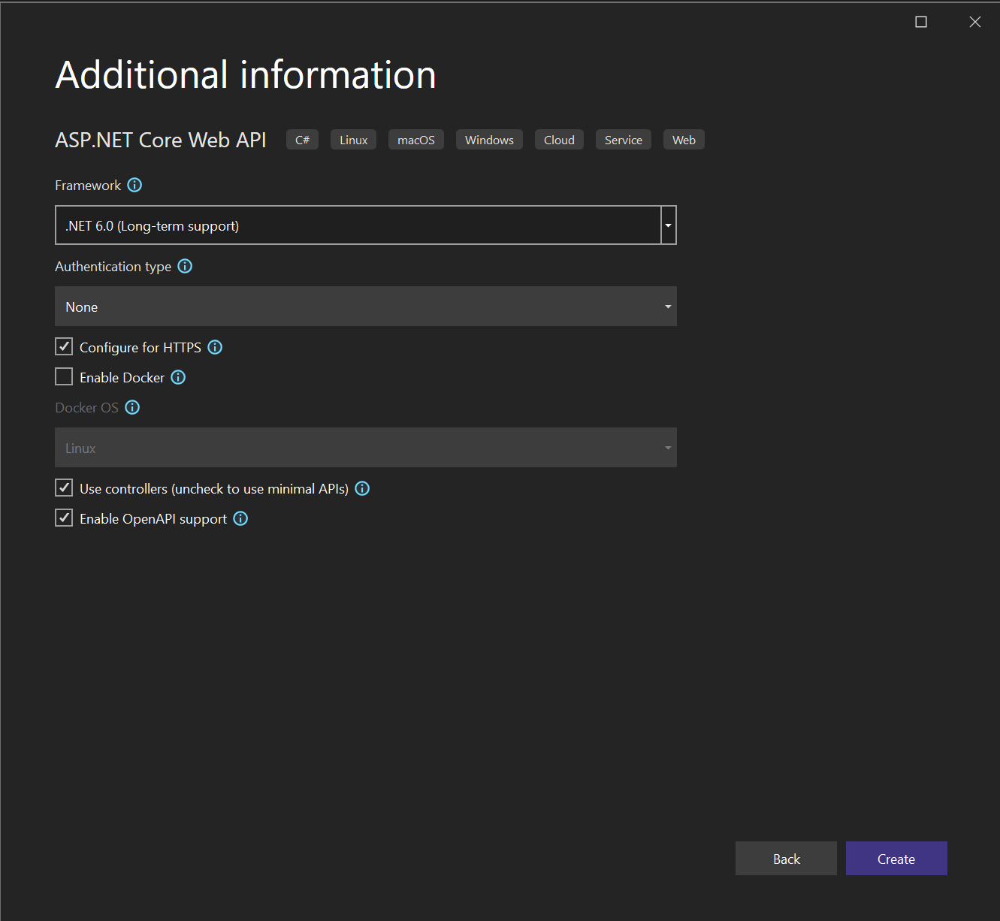 Additional information
ASP.NET Core Web API C# Linux macOS Windows Cloud Service Web
Framework
.NET 6.0 (Long-term support)
Authentication type
None
Configure for HTTPS
Enable Docker
Docker OS
Linux
Use controllers (uncheck to use minimal APIs)
Enable OpenAPI support
Back Create